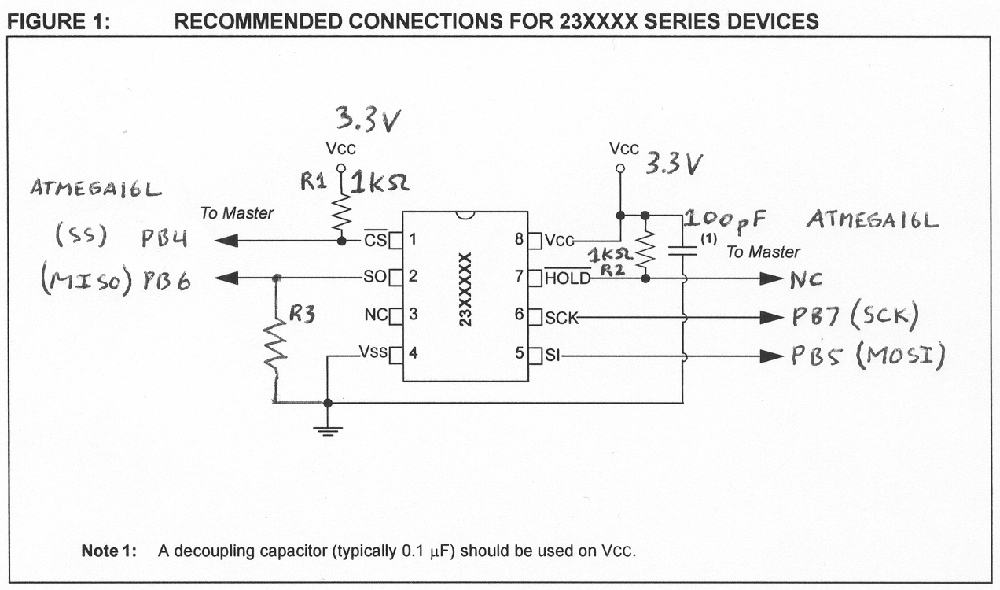 FIGURE 1: RECOMMENDED CONNECTIONS FOR 23XXXX SERIES DEVICES
3.3V
VCC
R1 1KΩ
ATMEGA16L
To Master
(SS) PB4
(MISO) PB6
R3
CS 1
SO 2
NC 3
VSS 4
23XXXXX
8 VCC
7 HOLD
6 SCK
5 SI
VCC
3.3V
100pF
(1)
1KΩ
R2
ATMEGA16L
To Master
NC
PB7 (SCK)
PB5 (MOSI)
Note 1: A decoupling capacitor (typically 0.1 μF) should be used on VCC.